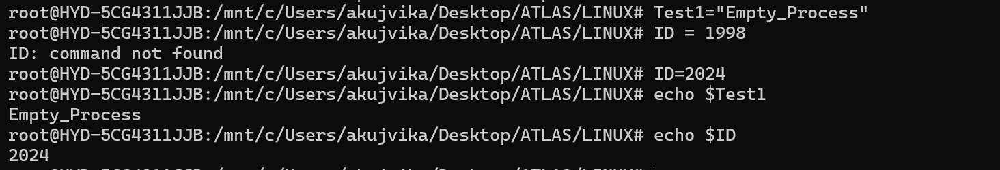 root@HYD-5CG4311JJB:/mnt/c/Users/akujvika/Desktop/ATLAS/LINUX# Test1="Empty_Process"
root@HYD-5CG4311JJB:/mnt/c/Users/akujvika/Desktop/ATLAS/LINUX# ID = 1998
ID: command not found
root@HYD-5CG4311JJB:/mnt/c/Users/akujvika/Desktop/ATLAS/LINUX# ID=2024
root@HYD-5CG4311JJB:/mnt/c/Users/akujvika/Desktop/ATLAS/LINUX# echo $Test1
Empty_Process
root@HYD-5CG4311JJB:/mnt/c/Users/akujvika/Desktop/ATLAS/LINUX# echo $ID
2024